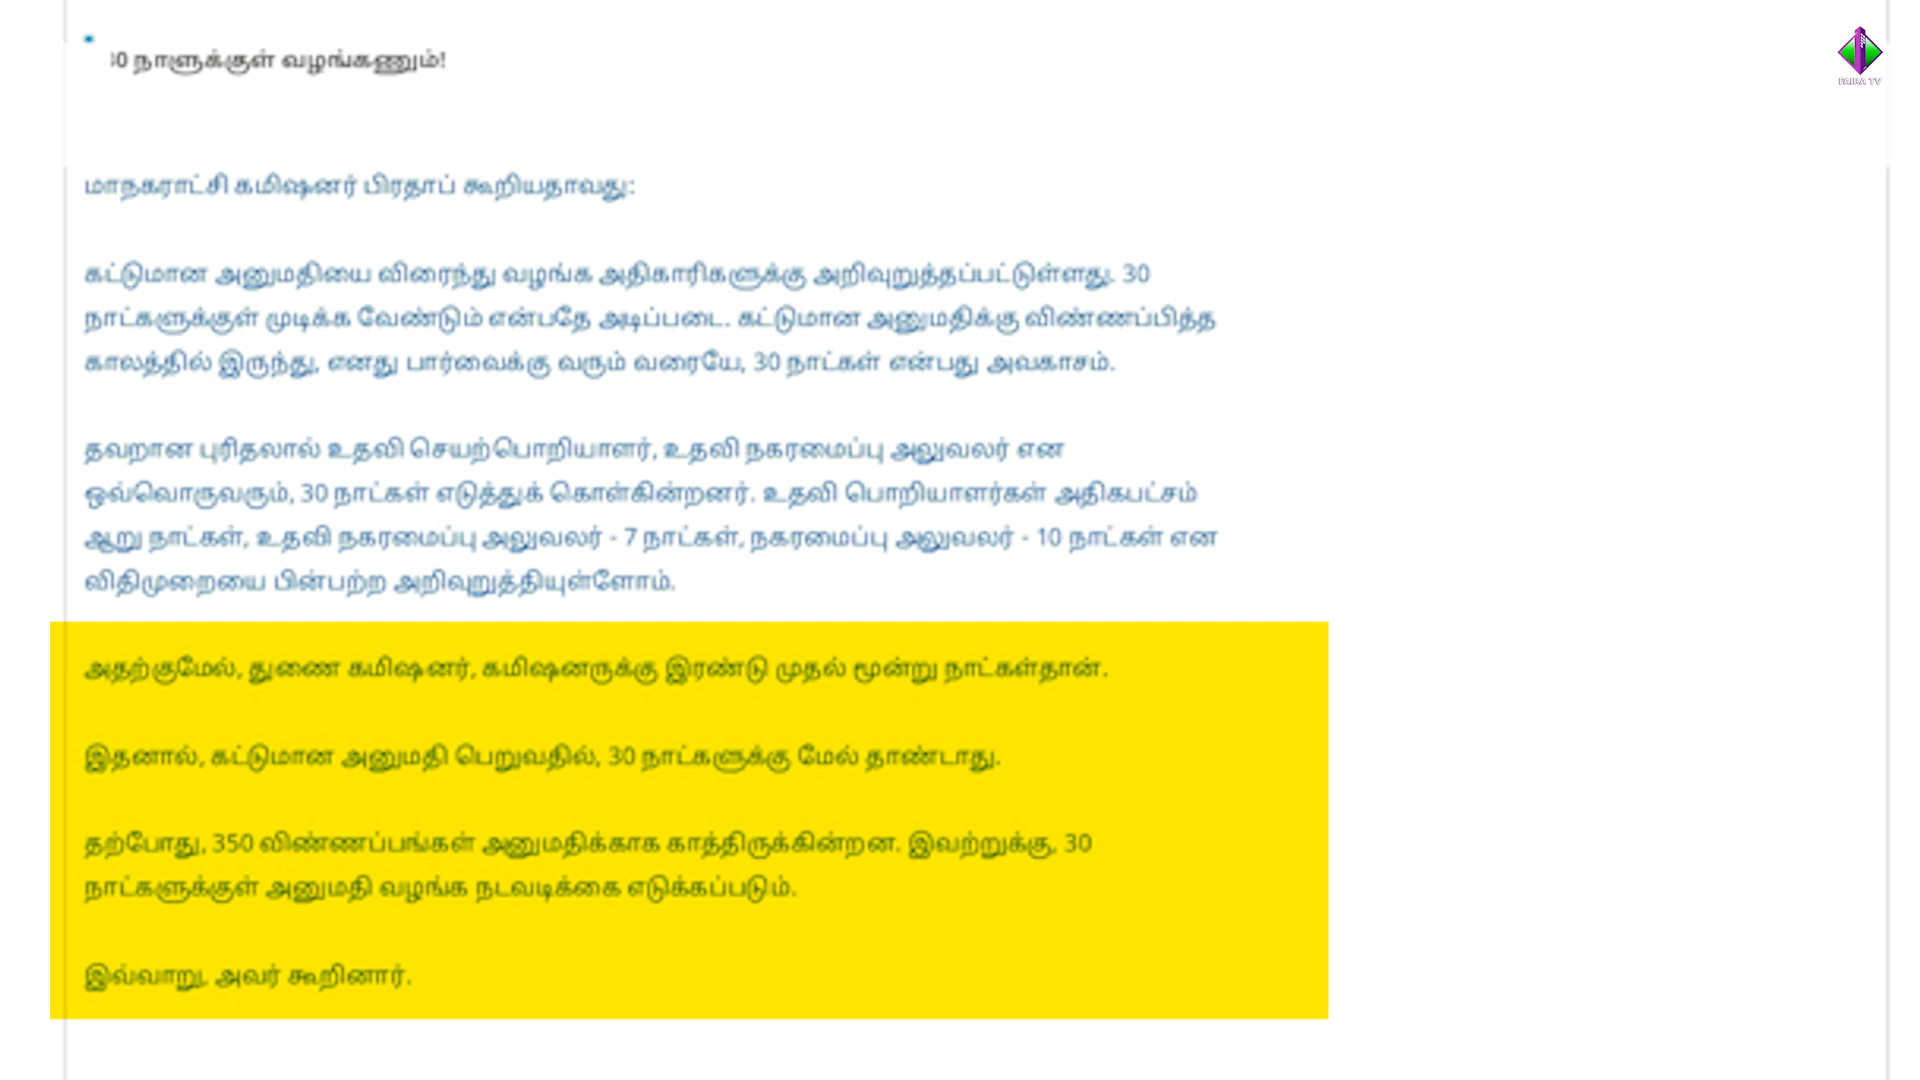 30 நாளுக்குள் வழங்கணும்!
FAIRA TV
மாநகராட்சி கமிஷனர் பிரதாப் கூறியதாவது:
கட்டுமான அனுமதியை விரைந்து வழங்க அதிகாரிகளுக்கு அறிவுறுத்தப்பட்டுள்ளது. 30
நாட்களுக்குள் முடிக்க வேண்டும் என்பதே அடிப்படை. கட்டுமான அனுமதிக்கு விண்ணப்பித்த
காலத்தில் இருந்து, எனது பார்வைக்கு வரும் வரையே, 30 நாட்கள் என்பது அவகாசம்.
தவறான புரிதலால் உதவி செயற்பொறியாளர், உதவி நகரமைப்பு அலுவலர் என
ஒவ்வொருவரும், 30 நாட்கள் எடுத்துக் கொள்கின்றனர். உதவி பொறியாளர்கள் அதிகபட்சம்
ஆறு நாட்கள், உதவி நகரமைப்பு அலுவலர் - 7 நாட்கள், நகரமைப்பு அலுவலர் - 10 நாட்கள் என
விதிமுறையை பின்பற்ற அறிவுறுத்தியுள்ளோம்.
அதற்குமேல், துணை கமிஷனர், கமிஷனருக்கு இரண்டு முதல் மூன்று நாட்கள்தான்.
இதனால், கட்டுமான அனுமதி பெறுவதில், 30 நாட்களுக்கு மேல் தாண்டாது.
தற்போது, 350 விண்ணப்பங்கள் அனுமதிக்காக காத்திருக்கின்றன. இவற்றுக்கு, 30
நாட்களுக்குள் அனுமதி வழங்க நடவடிக்கை எடுக்கப்படும்.
இவ்வாறு, அவர் கூறினார்.